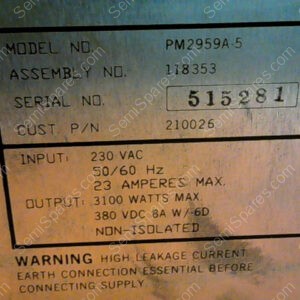 MODEL NO. PM2959A-5
ASSEMBLY NO. 118353
SERIAL NO. 515281
CUST. P/N 210026
INPUT: 230 VAC
50/60 Hz
23 AMPERES MAX.
OUTPUT: 3100 WATTS MAX.
380 VDC 8A W/-6D
NON-ISOLATED
WARNING HIGH LEAKAGE CURRENT
EARTH CONNECTION ESSENTIAL BEFORE
CONNECTING SUPPLY.